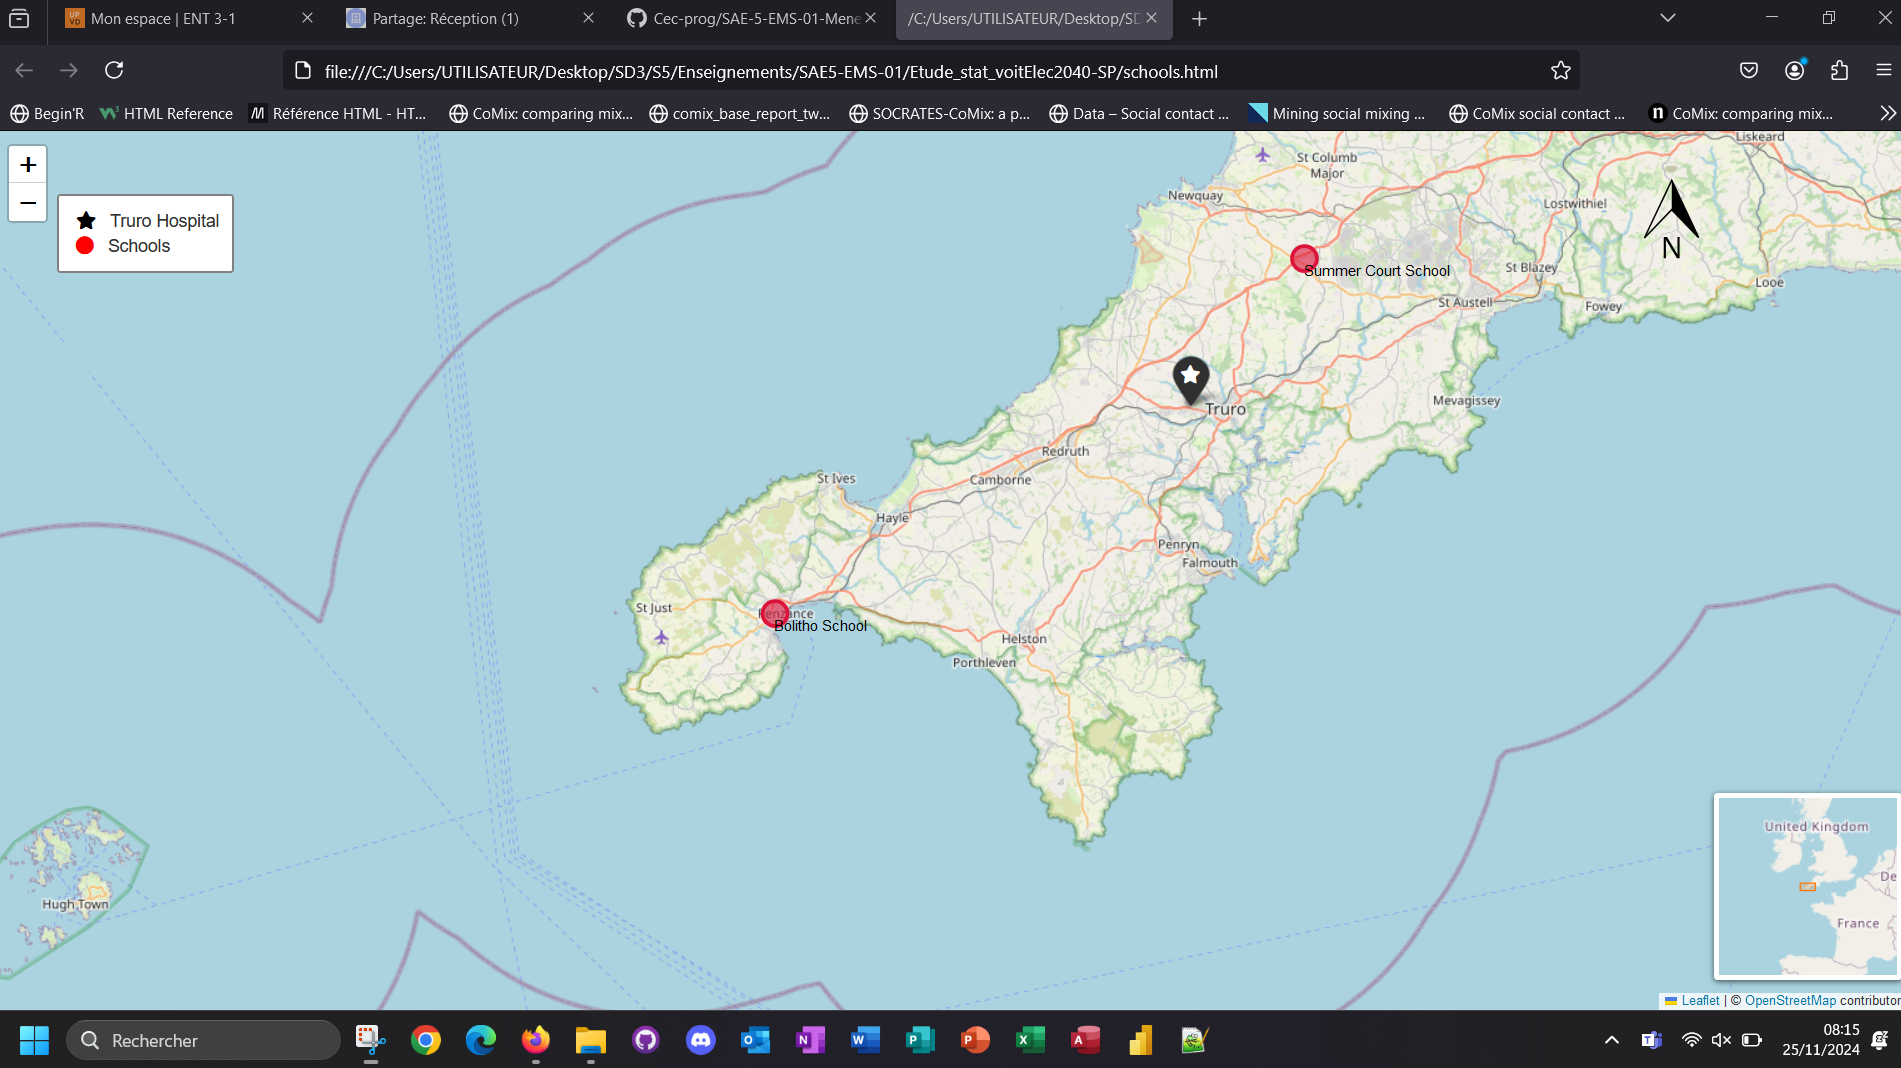 Mon espace | ENT 3-1
Partage: Réception (1)
Cec-prog/SAE-5-EMS-01-Mene
/C:/Users/UTILISATEUR/Desktop/SD
file:///C:/Users/UTILISATEUR/Desktop/SD3/S5/Enseignements/SAE5-EMS-01/Etude_stat_voitElec2040-SP/schools.html
Begin'R
HTML Reference
Référence HTML - HT...
CoMix: comparing mix...
comix_base_report_tw...
SOCRATES-CoMix: a p...
Data – Social contact ...
Mining social mixing ...
CoMix social contact ...
CoMix: comparing mix...
+
−
Truro Hospital
Schools
Liskeard
St Columb
Major
Newquay
Lostwithiel
N
Summer Court School
St Blazey
Looe
St Austell
Fowey
Mevagissey
Truro
Redruth
Camborne
St Ives
Hayle
Penryn
Falmouth
St Just
Penzance
Bolitho School
Helston
Porthleven
Hugh Town
United Kingdom
De
France
Leaflet | © OpenStreetMap contributor
Rechercher
08:15
25/11/2024